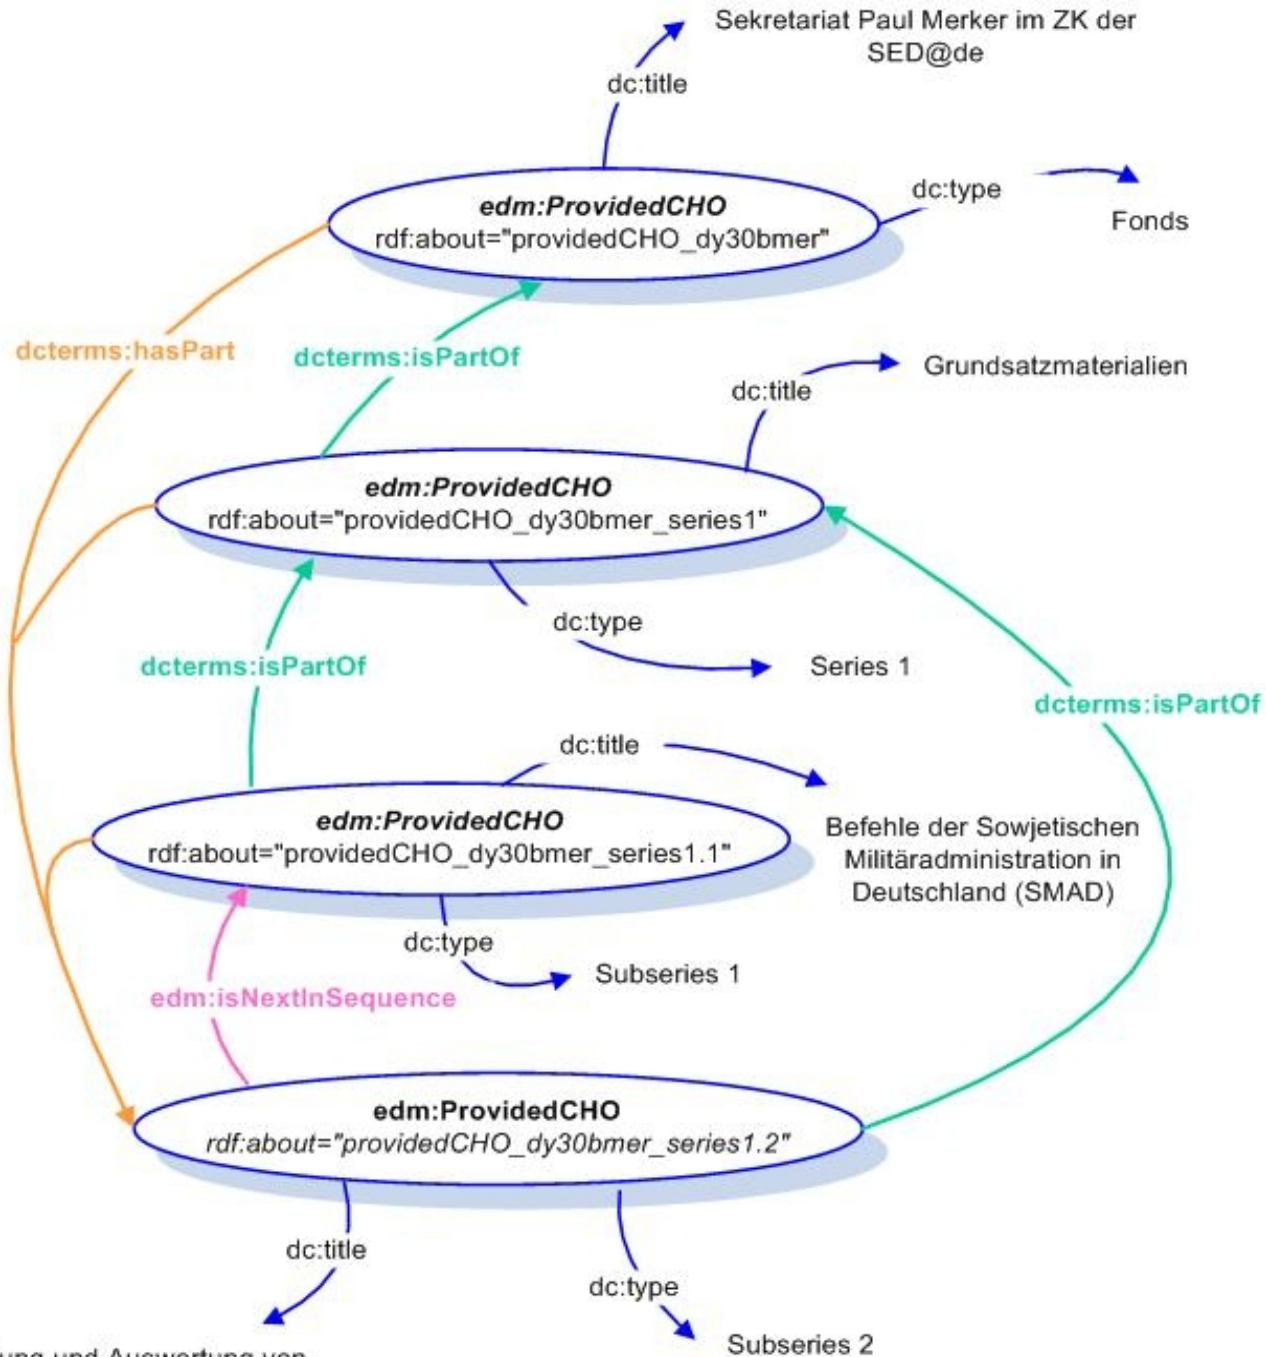 Sekretariat Paul Merker im ZK der
SED@de
dc:title
dc:type
Fonds
edm:ProvidedCHO
rdf:about="providedCHO_dy30bmer"
dcterms:hasPart
dcterms:isPartOf
dc:title
Grundsatzmaterialien
edm:ProvidedCHO
rdf:about="providedCHO_dy30bmer_series1"
dc:type
Series 1
dcterms:isPartOf
dcterms:isPartOf
dc:title
edm:ProvidedCHO
rdf:about="providedCHO_dy30bmer_series1.1"
Befehle der Sowjetischen
Militäradministration in
Deutschland (SMAD)
dc:type
Subseries 1
edm:isNextInSequence
edm:ProvidedCHO
rdf:about="providedCHO_dy30bmer_series1.2"
dc:title
dc:type
Subseries 2
und Auswertung von